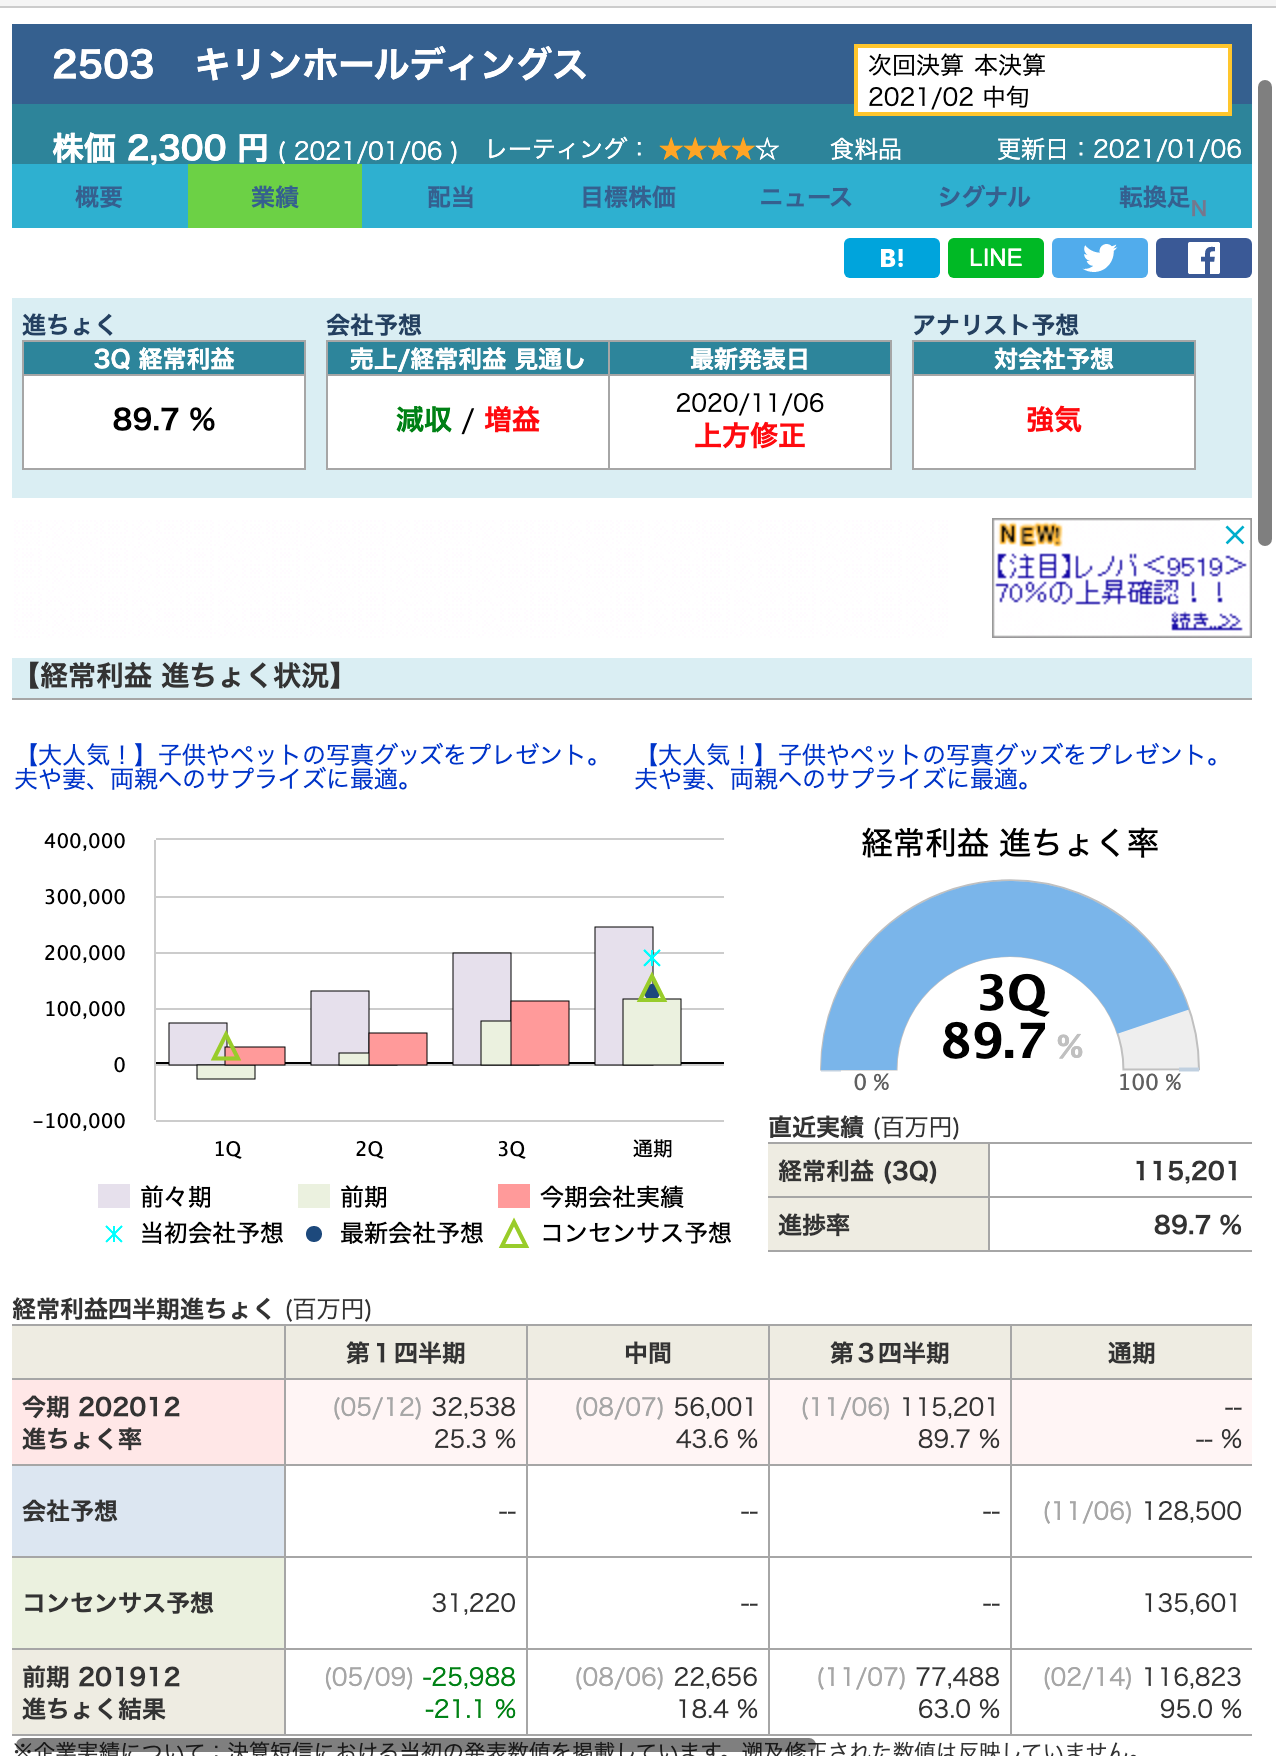 2503　キリンホールディングス
次回決算 本決算
2021/02 中旬
株価 2,300 円 ( 2021/01/06 )　レーティング： ★★★★☆　食料品　更新日：2021/01/06
概要　業績　配当　目標株価　ニュース　シグナル　転換足N
B!　LINE
進ちょく　会社予想　アナリスト予想
3Q 経常利益　売上/経常利益 見通し　最新発表日　対会社予想
89.7 %　減収 / 増益　2020/11/06　強気
上方修正
NEW!
【注目】レノバ<9519>
70%の上昇確認！！
続き..>>
【経常利益 進ちょく状況】
【大人気！】子供やペットの写真グッズをプレゼント。
夫や妻、両親へのサプライズに最適。
【大人気！】子供やペットの写真グッズをプレゼント。
夫や妻、両親へのサプライズに最適。
400,000
300,000
200,000
100,000
0
−100,000
1Q　2Q　3Q　通期
前々期　前期　今期会社実績
当初会社予想　最新会社予想　コンセンサス予想
経常利益 進ちょく率
3Q
89.7 %
0 %　100 %
直近実績 (百万円)
経常利益 (3Q)　115,201
進捗率　89.7 %
経常利益四半期進ちょく (百万円)
第１四半期　中間　第３四半期　通期
今期 202012　(05/12) 32,538　(08/07) 56,001　(11/06) 115,201　--
進ちょく率　25.3 %　43.6 %　89.7 %　-- %
会社予想　--　--　--　(11/06) 128,500
コンセンサス予想　31,220　--　--　135,601
前期 201912　(05/09) -25,988　(08/06) 22,656　(11/07) 77,488　(02/14) 116,823
進ちょく結果　-21.1 %　18.4 %　63.0 %　95.0 %
※企業実績について：決算短信における当初の発表数値を掲載しています。遡及修正された数値は反映していません。